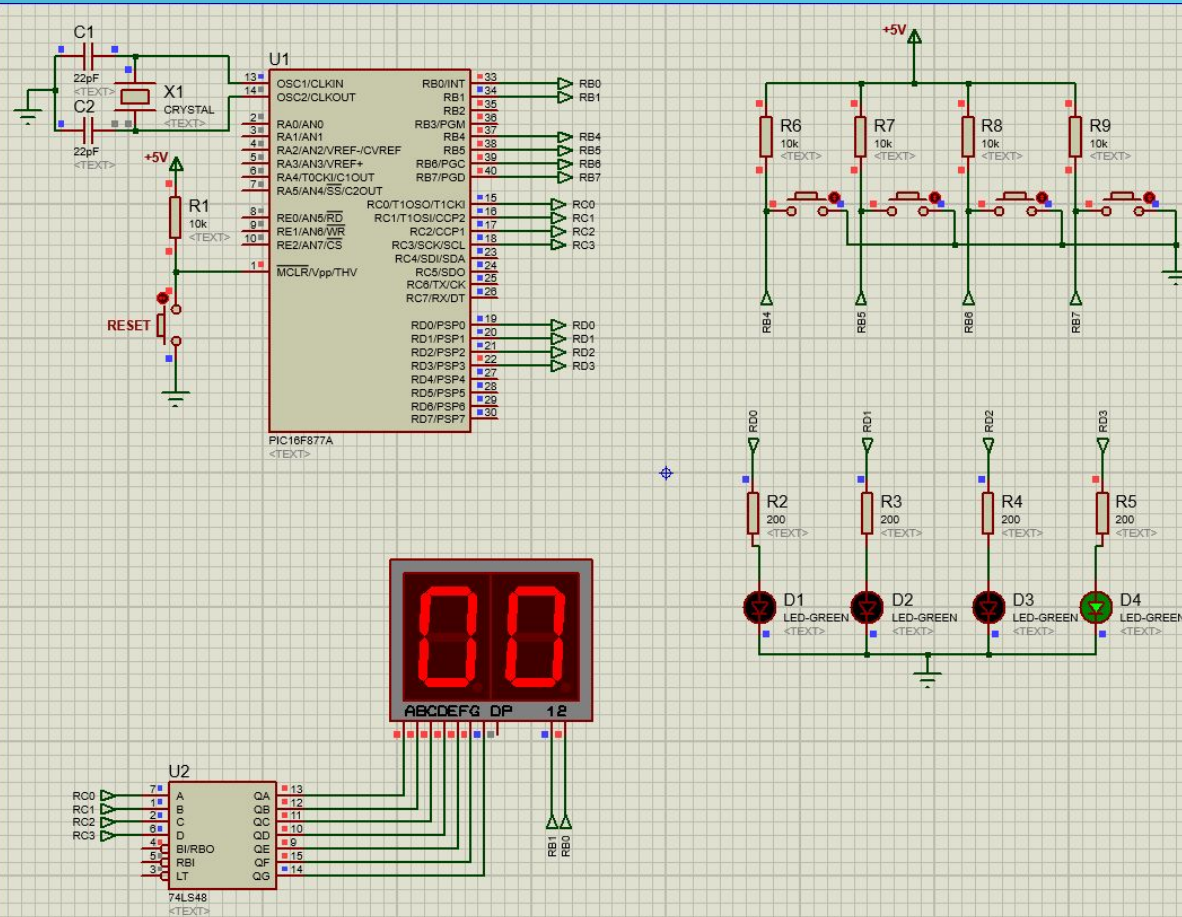 C1
22pF
<TEXT>
X1
CRYSTAL
<TEXT>
C2
22pF
<TEXT>
+5V
R1
10k
<TEXT>
RESET
U1
13 OSC1/CLKIN
14 OSC2/CLKOUT
2 RA0/AN0
3 RA1/AN1
4 RA2/AN2/VREF-/CVREF
5 RA3/AN3/VREF+
6 RA4/T0CKI/C1OUT
7 RA5/AN4/SS/C2OUT
8 RE0/AN5/RD
9 RE1/AN6/WR
10 RE2/AN7/CS
1 MCLR/Vpp/THV
RB0/INT 33 RB0
RB1 34 RB1
RB2 35
RB3/PGM 36
RB4 37 RB4
RB5 38 RB5
RB6/PGC 39 RB6
RB7/PGD 40 RB7
RC0/T1OSO/T1CKI 15 RC0
RC1/T1OSI/CCP2 16 RC1
RC2/CCP1 17 RC2
RC3/SCK/SCL 18 RC3
RC4/SDI/SDA 23
RC5/SDO 24
RC6/TX/CK 25
RC7/RX/DT 26
RD0/PSP0 19 RD0
RD1/PSP1 20 RD1
RD2/PSP2 21 RD2
RD3/PSP3 22 RD3
RD4/PSP4 27
RD5/PSP5 28
RD6/PSP6 29
RD7/PSP7 30
PIC16F877A
<TEXT>
+5V
R6
10k
<TEXT>
R7
10k
<TEXT>
R8
10k
<TEXT>
R9
10k
<TEXT>
RB4
RB5
RB6
RB7
RD0
RD1
RD2
RD3
R2
200
<TEXT>
R3
200
<TEXT>
R4
200
<TEXT>
R5
200
<TEXT>
D1
LED-GREEN
<TEXT>
D2
LED-GREEN
<TEXT>
D3
LED-GREEN
<TEXT>
D4
LED-GREEN
<TEXT>
00
ABCDEFG DP 12
RB1
RB0
U2
RC0 7 A QA 13
RC1 1 B QB 12
RC2 2 C QC 11
RC3 6 D QD 10
4 BI/RBO QE 9
5 RBI QF 15
3 LT QG 14
74LS48
<TEXT>